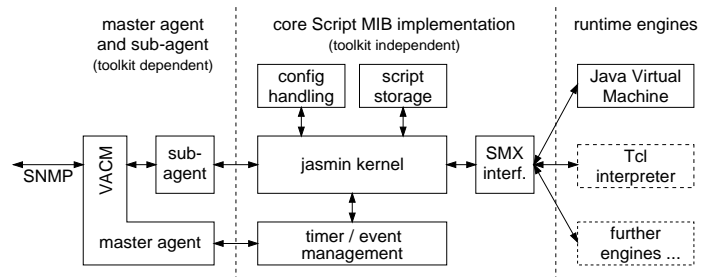 master agent
and sub-agent
(toolkit dependent)
core Script MIB implementation
(toolkit independent)
runtime engines
config
handling
script
storage
Java Virtual
Machine
SNMP
VACM
sub-
agent
jasmin kernel
SMX
interf.
Tcl
interpreter
master agent
timer / event
management
further
engines ...